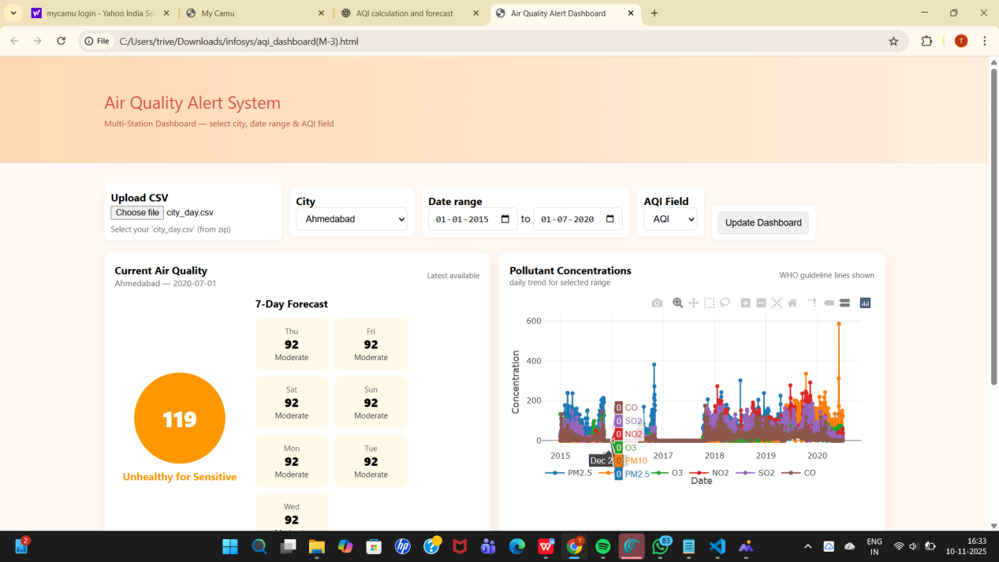 mycamu login - Yahoo India Se
My Camu
AQI calculation and forecast
Air Quality Alert Dashboard
File
C:/Users/trive/Downloads/infosys/aqi_dashboard(M-3).html
T
Air Quality Alert System
Multi-Station Dashboard — select city, date range & AQI field
Upload CSV
Choose file city_day.csv
Select your `city_day.csv` (from zip)
City
Ahmedabad
Date range
01-01-2015 to 01-07-2020
AQI Field
AQI
Update Dashboard
Current Air Quality
Ahmedabad — 2020-07-01
Latest available
119
Unhealthy for Sensitive
7-Day Forecast
Thu
92
Moderate
Fri
92
Moderate
Sat
92
Moderate
Sun
92
Moderate
Mon
92
Moderate
Tue
92
Moderate
Wed
92
Pollutant Concentrations
daily trend for selected range
WHO guideline lines shown
Concentration
600
400
200
0
0 CO
0 SO2
0 NO2
0 O3
0 PM10
0 PM2.5
Dec 2
2015
2017
2018
2019
2020
PM2.5
O3
NO2
SO2
CO
Date
2
T
83
ENG
IN
16:33
10-11-2025